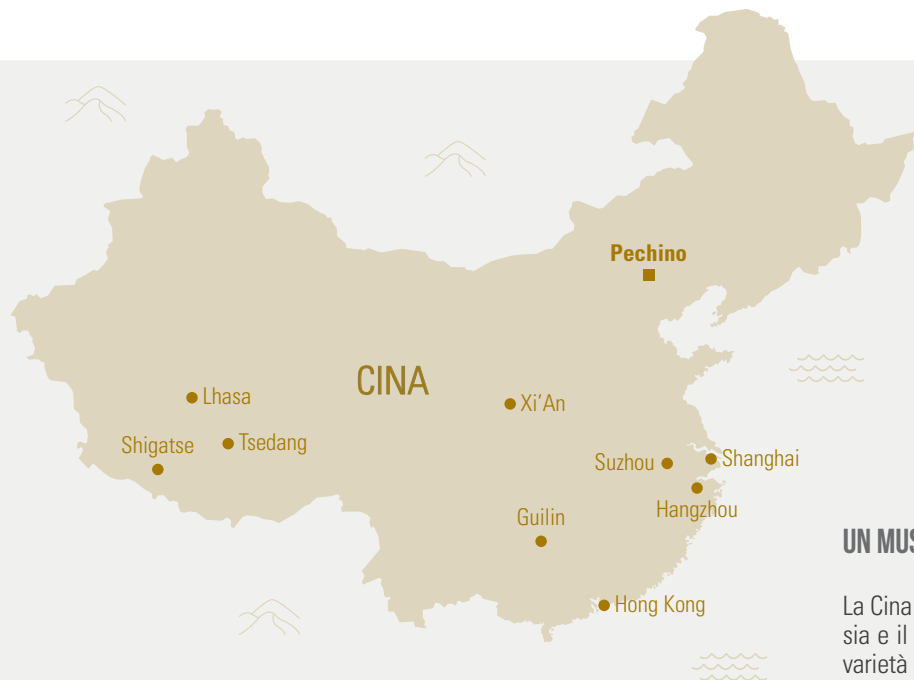 Pechino
CINA
Lhasa
Xi'An
Shigatse
Tsedang
Suzhou
Shanghai
Hangzhou
Guilin
Hong Kong
UN MUS
La Cina
sia e il
varietà